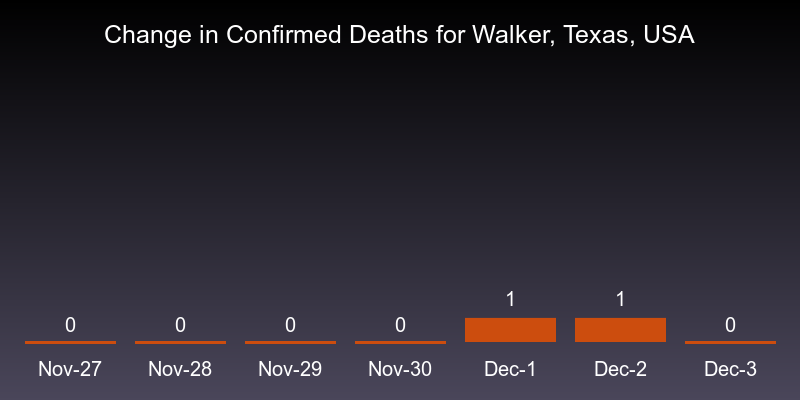 Change in Confirmed Deaths for Walker, Texas, USA
0 0 0 0 1 1 0
Nov-27 Nov-28 Nov-29 Nov-30 Dec-1 Dec-2 Dec-3